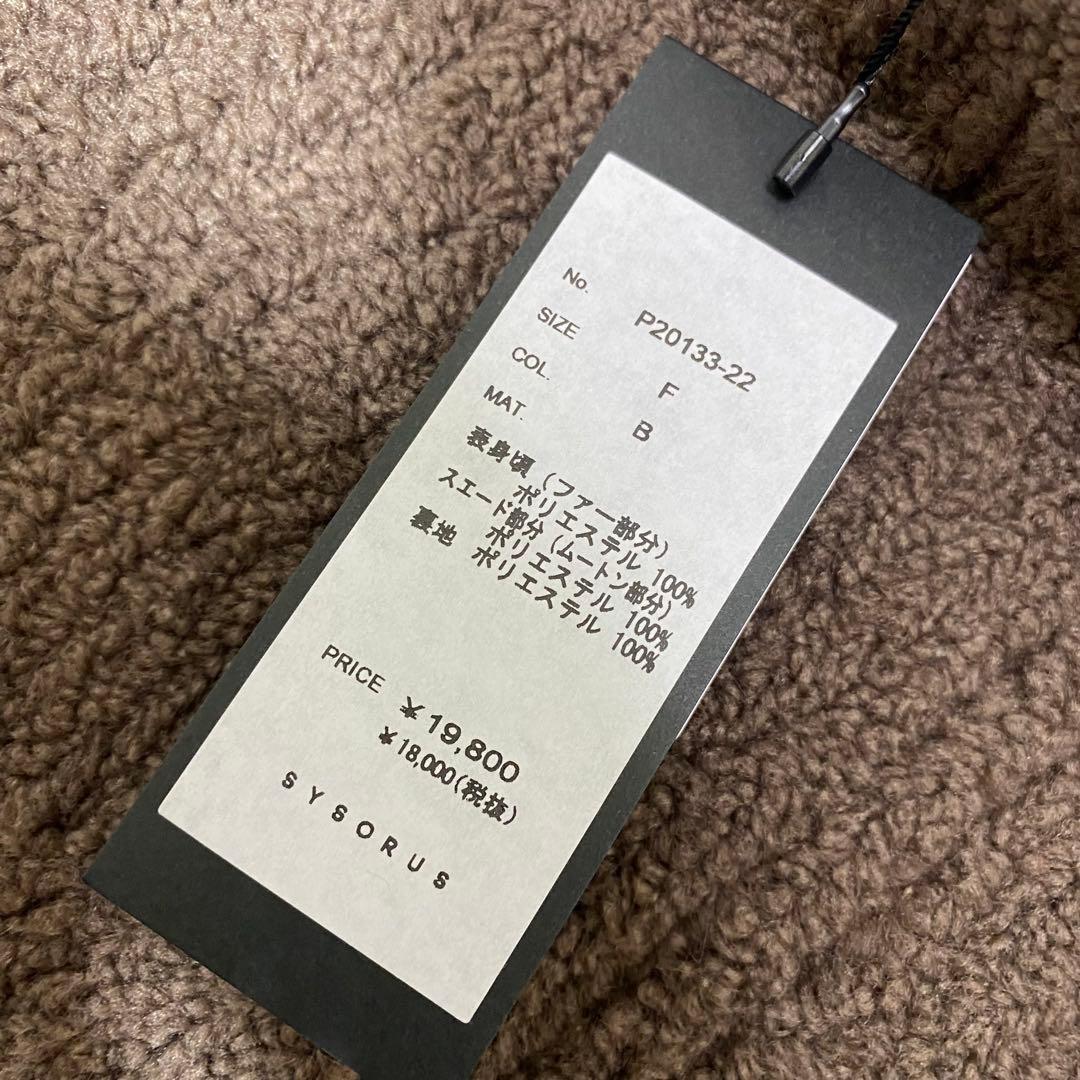 No. P20133-22
SIZE F
COL. B
MAT.
表身頃（ファー部分）
ポリエステル 100%
スエード部分（ムートン部分）
ポリエステル 100%
裏地 ポリエステル 100%
PRICE ¥19,800
¥18,000(税抜)
SYSORUS